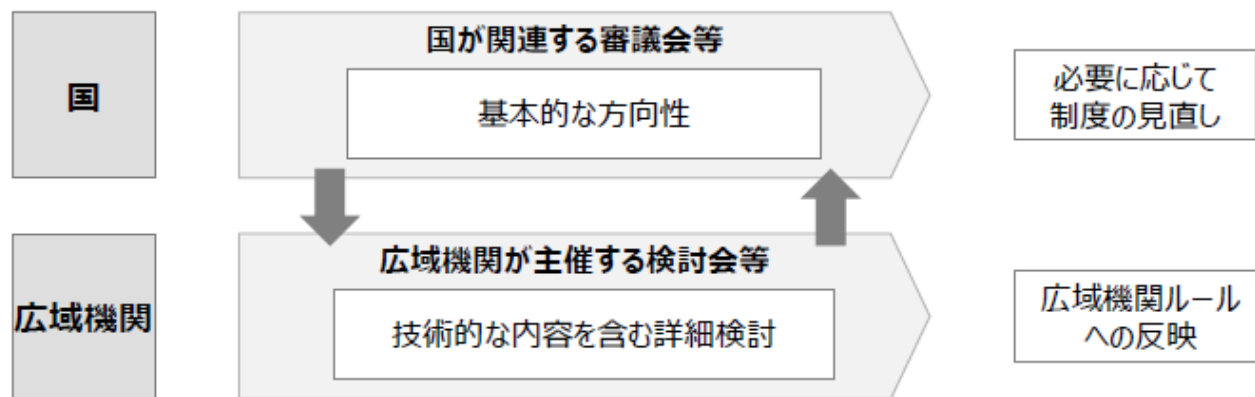 国
国が関連する審議会等
基本的な方向性
必要に応じて
制度の見直し
広域機関
広域機関が主催する検討会等
技術的な内容を含む詳細検討
広域機関ルール
への反映